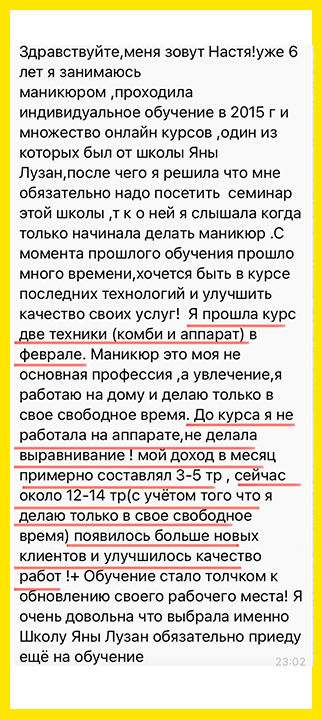 Здравствуйте,меня зовут Настя!уже 6
лет я занимаюсь
маникюром ,проходила
индивидуальное обучение в 2015 г и
множество онлайн курсов ,один из
которых был от школы Яны
Лузан,после чего я решила что мне
обязательно надо посетить  семинар
этой школы ,т к о ней я слышала когда
только начинала делать маникюр .С
момента прошлого обучения прошло
много времени,хочется быть в курсе
последних технологий и улучшить
качество своих услуг!  Я прошла курс
две техники (комби и аппарат) в
феврале. Маникюр это моя не
основная профессия ,а увлечение,я
работаю на дому и делаю только в
свое свободное время. До курса я не
работала на аппарате,не делала
выравнивание ! мой доход в месяц
примерно составлял 3-5 тр , сейчас
около 12-14 тр(с учётом того что я
делаю только в свое свободное
время) появилось больше новых
клиентов и улучшилось качество
работ !+ Обучение стало толчком к
обновлению своего рабочего места! Я
очень довольна что выбрала именно
Школу Яны Лузан обязательно приеду
ещё на обучение
23:02